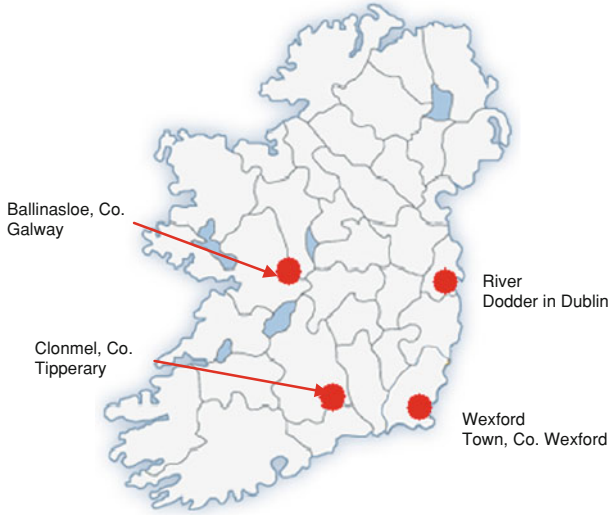 Ballinasloe, Co.
Galway
River
Dodder in Dublin
Clonmel, Co.
Tipperary
Wexford
Town, Co. Wexford